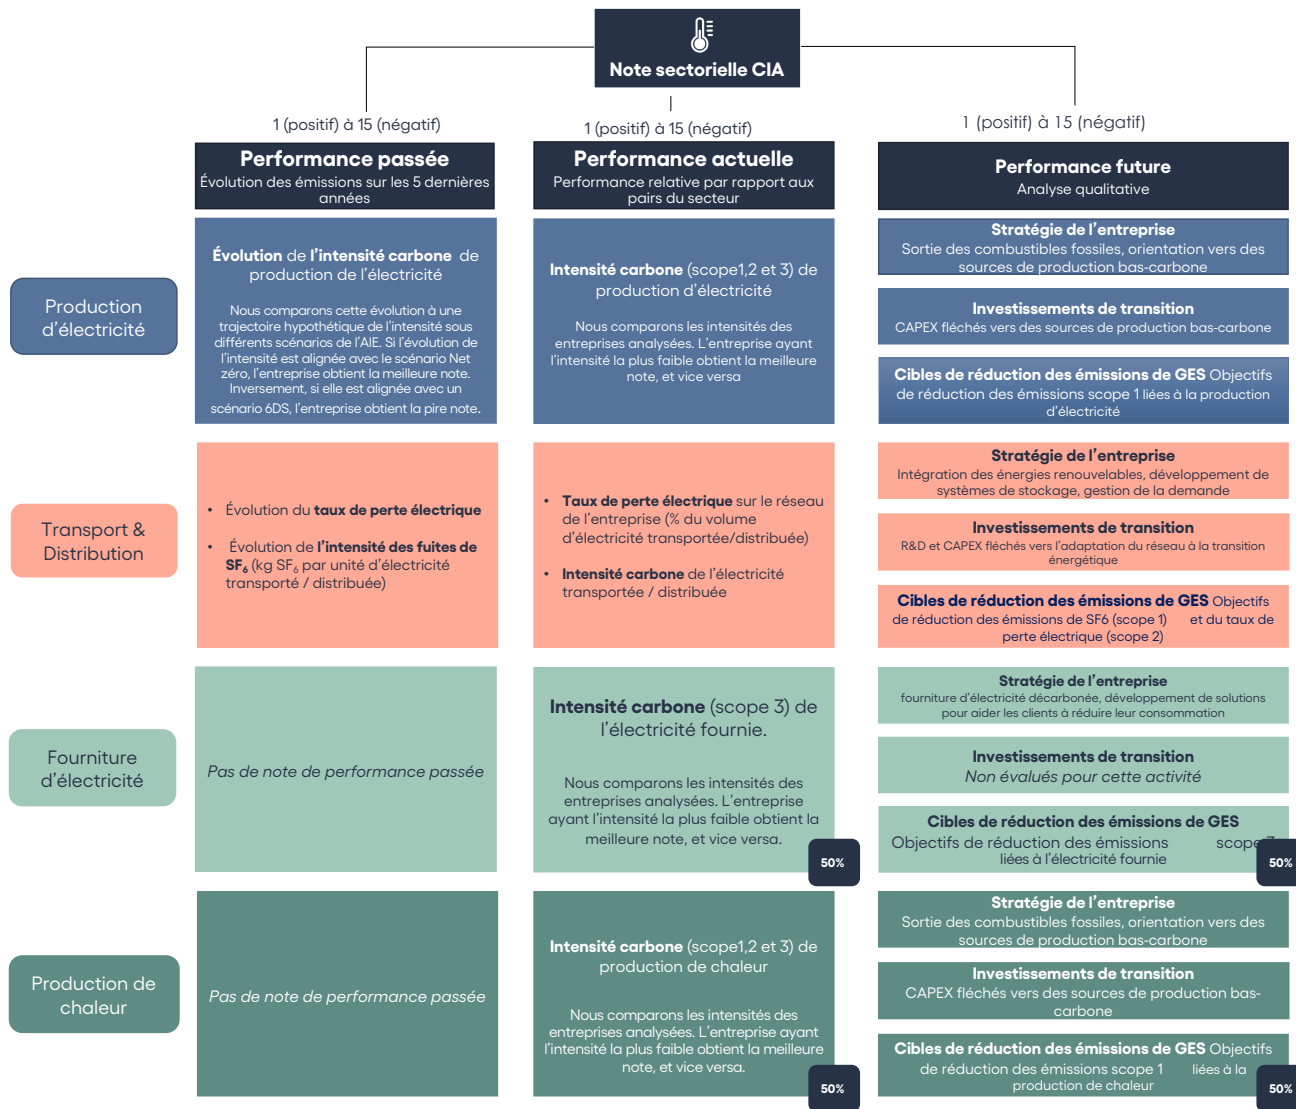 Note sectorielle CIA
1 (positif) à 15 (négatif)
1 (positif) à 15 (négatif)
1 (positif) à 15 (négatif)
Performance passée
Évolution des émissions sur les 5 dernières
années
Performance actuelle
Performance relative par rapport aux
pairs du secteur
Performance future
Analyse qualitative
Production
d'électricité
Évolution de l'intensité carbone de
production de l'électricité
Nous comparons cette évolution à une
trajectoire hypothétique de l'intensité sous
différents scénarios de l'AIE. Si l'évolution de
l'intensité est alignée avec le scénario Net
zéro, l'entreprise obtient la meilleure note.
Inversement, si elle est alignée avec un
scénario 6DS, l'entreprise obtient la pire note.
Intensité carbone (scope1,2 et 3) de
production d'électricité
Nous comparons les intensités des
entreprises analysées. L'entreprise ayant
l'intensité la plus faible obtient la meilleure
note, et vice versa
Stratégie de l'entreprise
Sortie des combustibles fossiles, orientation vers des
sources de production bas-carbone
Investissements de transition
CAPEX fléchés vers des sources de production bas-carbone
Cibles de réduction des émissions de GES Objectifs
de réduction des émissions scope 1 liées à la production
d'électricité
Transport &
Distribution
• Évolution du taux de perte électrique
• Évolution de l'intensité des fuites de
SF₆ (kg SF₆ par unité d'électricité
transporté / distribuée)
• Taux de perte électrique sur le réseau
de l'entreprise (% du volume
d'électricité transportée/distribuée)
• Intensité carbone de l'électricité
transportée / distribuée
Stratégie de l'entreprise
Intégration des énergies renouvelables, développement de
systèmes de stockage, gestion de la demande
Investissements de transition
R&D et CAPEX fléchés vers l'adaptation du réseau à la transition
énergétique
Cibles de réduction des émissions de GES Objectifs
de réduction des émissions de SF6 (scope 1) et du taux de
perte électrique (scope 2)
Fourniture
d'électricité
Pas de note de performance passée
Intensité carbone (scope 3) de
l'électricité fournie.
Nous comparons les intensités des
entreprises analysées. L'entreprise
ayant l'intensité la plus faible obtient la
meilleure note, et vice versa.
50%
Stratégie de l'entreprise
fourniture d'électricité décarbonée, développement de solutions
pour aider les clients à réduire leur consommation
Investissements de transition
Non évalués pour cette activité
Cibles de réduction des émissions de GES
Objectifs de réduction des émissions scope
liées à l'électricité fournie
50%
Production de
chaleur
Pas de note de performance passée
Intensité carbone (scope1,2 et 3) de
production de chaleur
Nous comparons les intensités des
entreprises analysées. L'entreprise ayant
l'intensité la plus faible obtient la meilleure
note, et vice versa.
50%
Stratégie de l'entreprise
Sortie des combustibles fossiles, orientation vers des
sources de production bas-carbone
Investissements de transition
CAPEX fléchés vers des sources de production bas-
carbone
Cibles de réduction des émissions de GES Objectifs
de réduction des émissions scope 1 liées à la
production de chaleur
50%